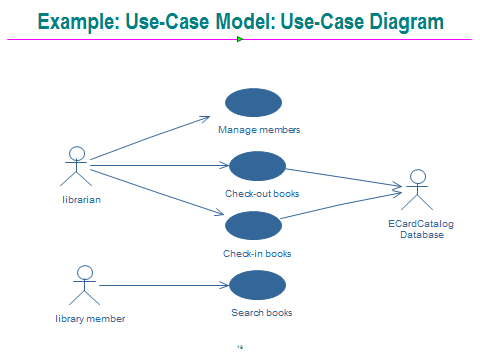 Example: Use-Case Model: Use-Case Diagram
Manage members
librarian
Check-out books
ECardCatalog
Database
Check-in books
library member
Search books